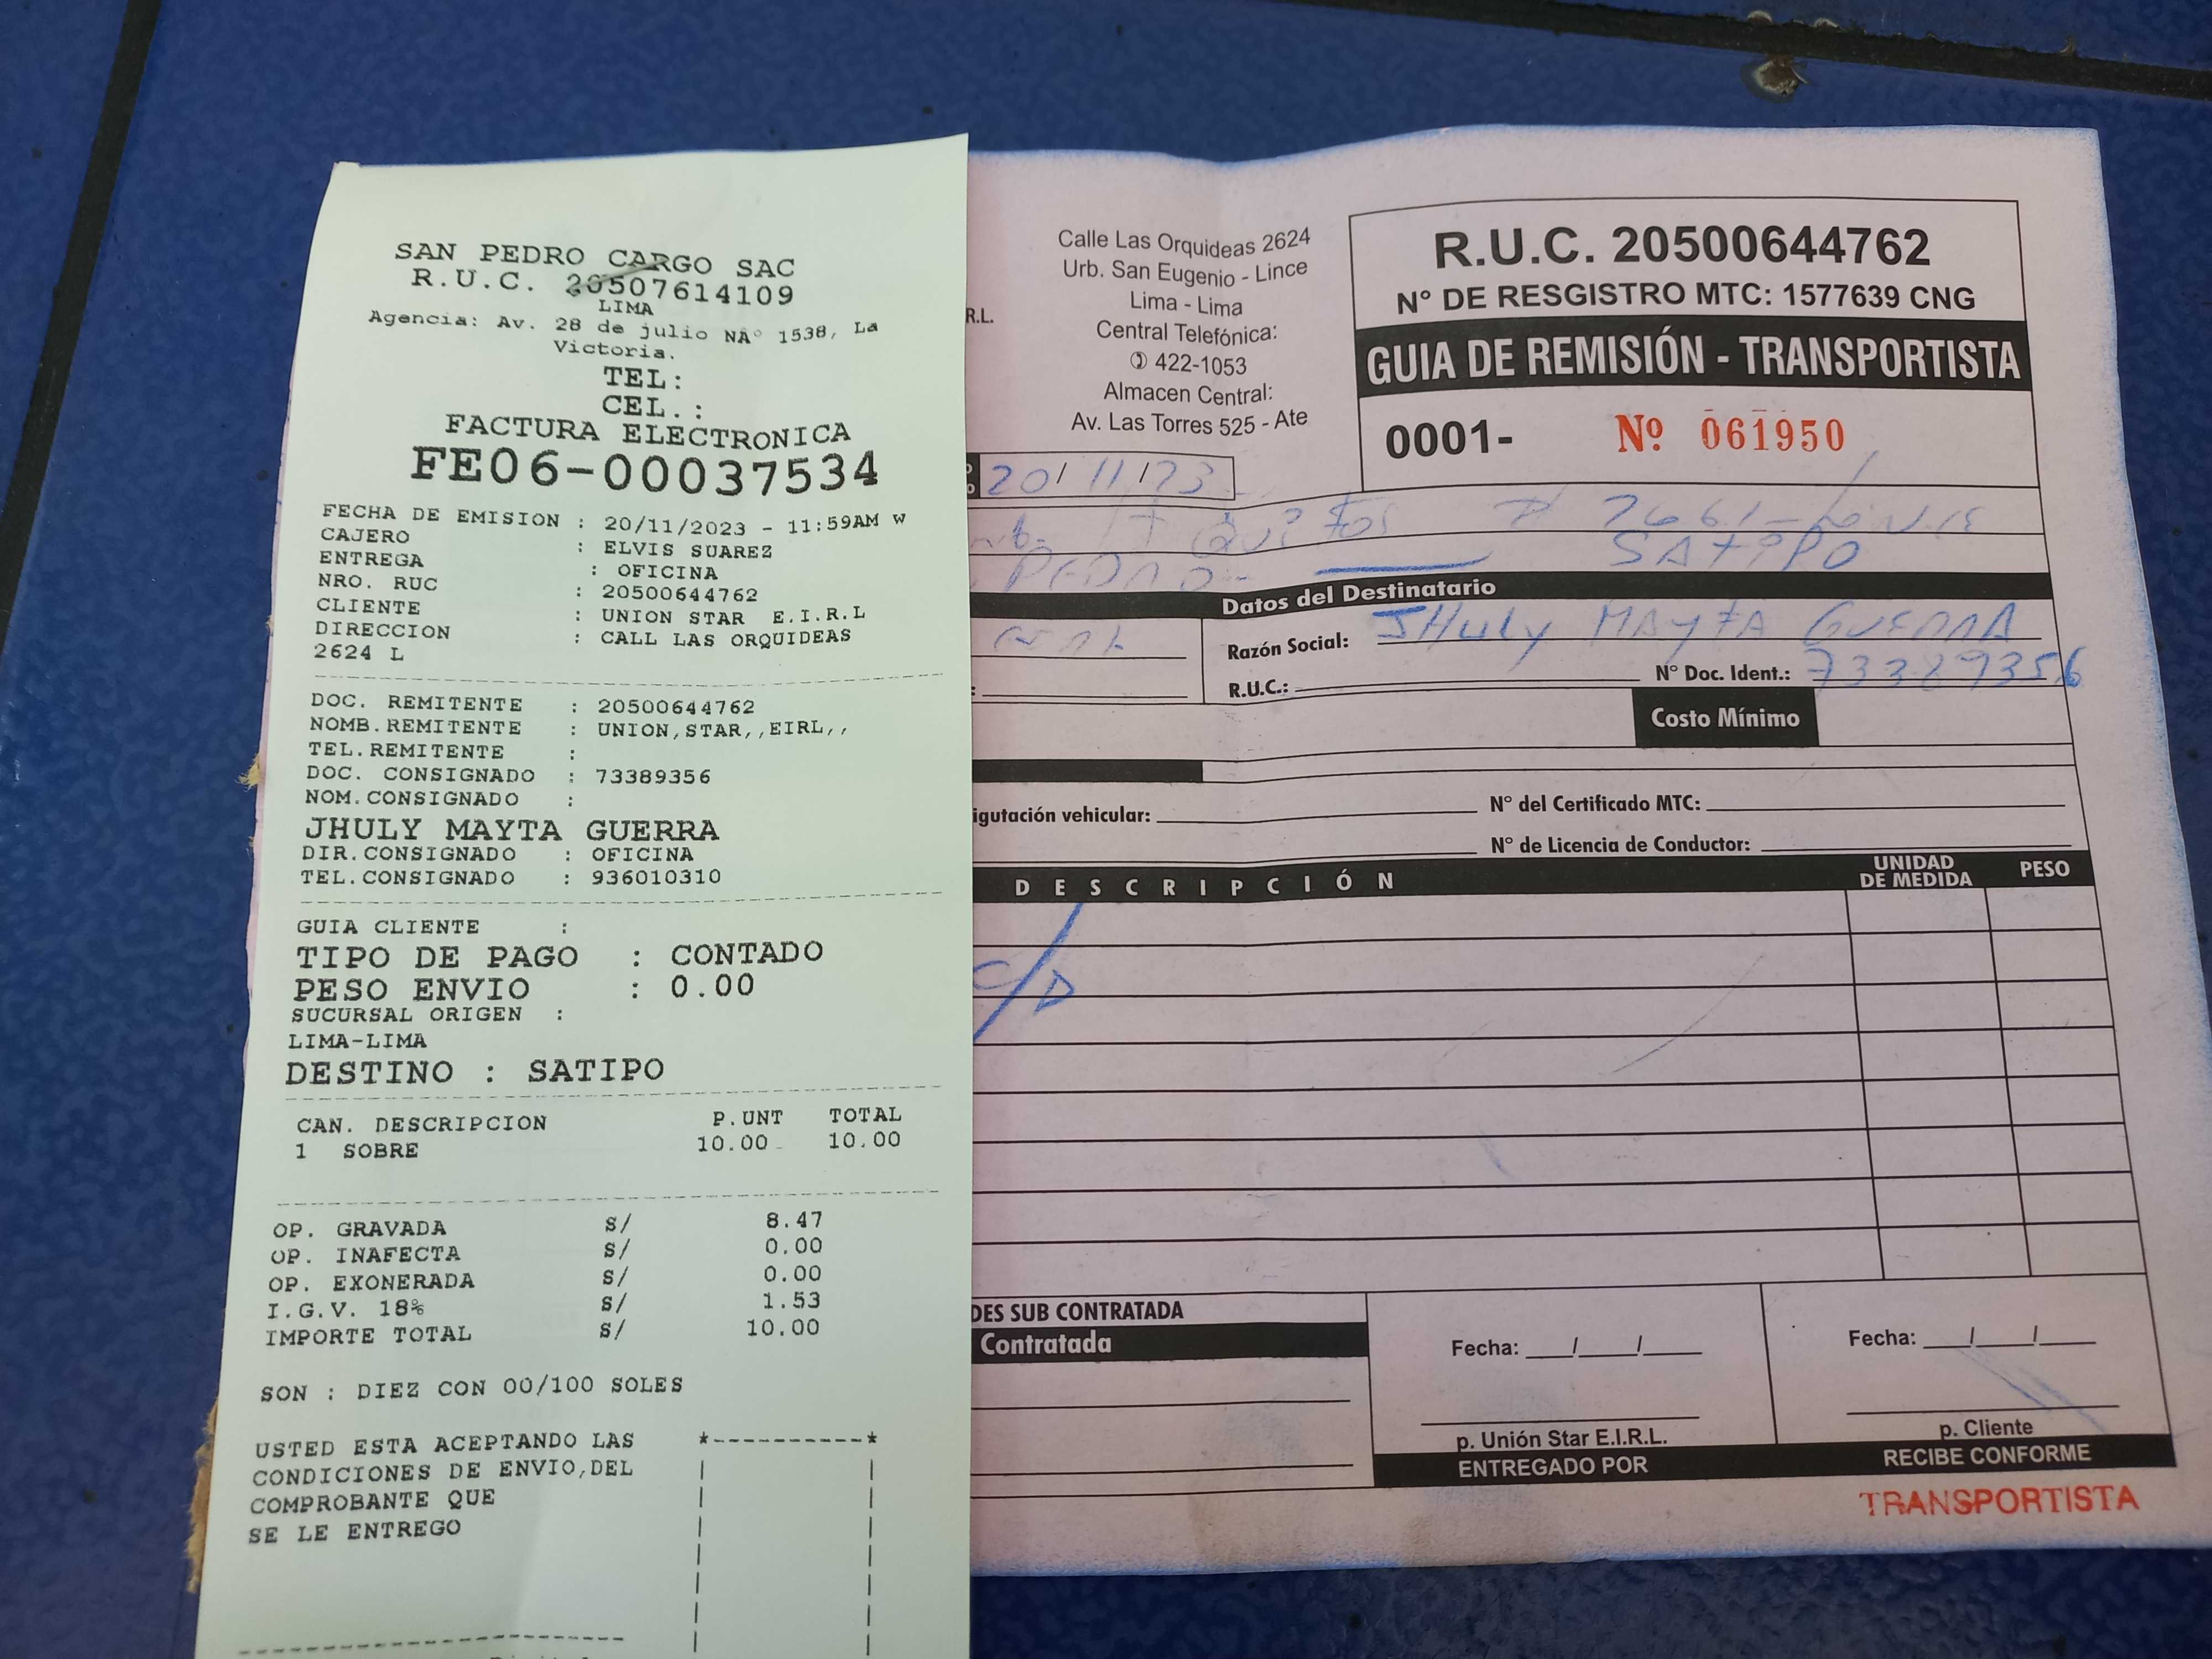 SAN PEDRO CARGO SAC
R.U.C. 20507614109
LIMA
Agencia: Av. 28 de julio NAº 1538, La
Victoria.
TEL:
CEL.:
FACTURA ELECTRONICA
FE06-00037534
FECHA DE EMISION : 20/11/2023 - 11:59AM W
CAJERO : ELVIS SUAREZ
ENTREGA : OFICINA
NRO. RUC : 20500644762
CLIENTE : UNION STAR E.I.R.L
DIRECCION : CALL LAS ORQUIDEAS
2624 L
DOC. REMITENTE : 20500644762
NOMB.REMITENTE : UNION,STAR,,EIRL,,
TEL.REMITENTE :
DOC. CONSIGNADO : 73389356
NOM.CONSIGNADO :
JHULY MAYTA GUERRA
DIR.CONSIGNADO : OFICINA
TEL.CONSIGNADO : 936010310
GUIA CLIENTE :
TIPO DE PAGO : CONTADO
PESO ENVIO : 0.00
SUCURSAL ORIGEN :
LIMA-LIMA
DESTINO : SATIPO
CAN. DESCRIPCION P.UNT TOTAL
1 SOBRE 10.00 10.00
OP. GRAVADA S/ 8.47
OP. INAFECTA S/ 0.00
OP. EXONERADA S/ 0.00
I.G.V. 18% S/ 1.53
IMPORTE TOTAL S/ 10.00
SON : DIEZ CON 00/100 SOLES
USTED ESTA ACEPTANDO LAS
CONDICIONES DE ENVIO,DEL
COMPROBANTE QUE
SE LE ENTREGO
R.L.
Calle Las Orquideas 2624
Urb. San Eugenio - Lince
Lima - Lima
Central Telefónica:
422-1053
Almacen Central:
Av. Las Torres 525 - Ate
R.U.C. 20500644762
N° DE RESGISTRO MTC: 1577639 CNG
GUIA DE REMISIÓN - TRANSPORTISTA
0001- Nº 061950
20/ 11 /23
SATIPO
PEDRO
Datos del Destinatario
Razón Social: JHuly MAyTA GUERRA
R.U.C.: N° Doc. Ident.: 73389356
Costo Mínimo
igutación vehicular: N° del Certificado MTC:
N° de Licencia de Conductor:
DESCRIPCIÓN UNIDAD DE MEDIDA PESO
C/D
DES SUB CONTRATADA
Contratada
Fecha: / /
p. Unión Star E.I.R.L.
ENTREGADO POR
Fecha: / /
p. Cliente
RECIBE CONFORME
TRANSPORTISTA